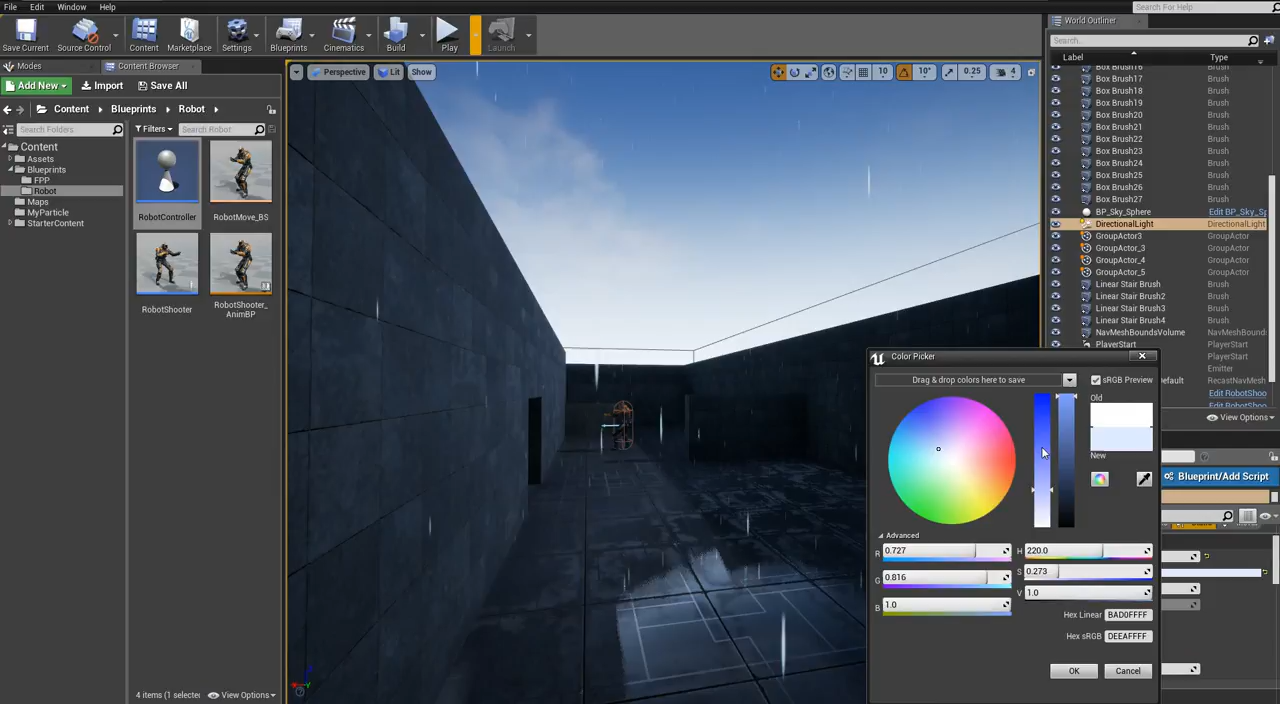 File Edit Window Help
Search For Help
Save Current Source Control Content Marketplace Settings Blueprints Cinematics Build Play Launch
World Outliner
Modes Content Browser
Search...
Label Type
Add New Import Save All
Perspective Lit Show 10 10° 0.25 4
Box Brush16 Brush
Box Brush17 Brush
Box Brush18 Brush
Box Brush19 Brush
Box Brush20 Brush
Box Brush21 Brush
Box Brush22 Brush
Box Brush23 Brush
Box Brush24 Brush
Box Brush25 Brush
Box Brush26 Brush
Box Brush27 Brush
BP_Sky_Sphere Edit BP_Sky_Sp
DirectionalLight DirectionalLight
GroupActor3 GroupActor
GroupActor_3 GroupActor
GroupActor_4 GroupActor
GroupActor_5 GroupActor
Linear Stair Brush Brush
Linear Stair Brush2 Brush
Linear Stair Brush3 Brush
Linear Stair Brush4 Brush
NavMeshBoundsVolume NavMeshBounds
PlayerStart PlayerStart
PlayerStart
Emitter
Default RecastNavMesh
Edit RobotShoo
Edit RobotShoo
View Options
Blueprint/Add Script
Content Blueprints Robot
Search Folders Filters Search Robot
Content
Assets
Blueprints
FPP
Robot
Maps
MyParticle
StarterContent
RobotController RobotMove_BS
RobotShooter RobotShooter_
AnimBP
4 items (1 selected View Options
Color Picker
Drag & drop colors here to save sRGB Preview
Old
New
Advanced
R 0.727 H 220.0
G 0.816 S 0.273
B 1.0 V 1.0
Hex Linear BAD0FFFF
Hex sRGB DEEAFFFF
OK Cancel